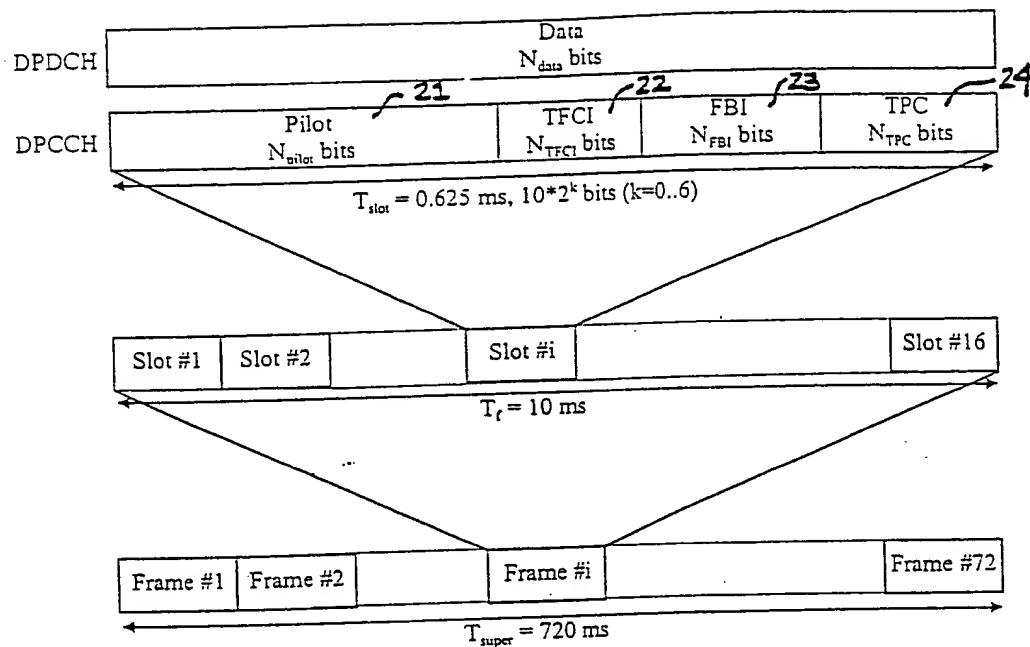 DPDCH
Data
N_data bits
DPCCH
Pilot
N_pilot bits
21
TFCI
N_TFCI bits
22
FBI
N_FBI bits
23
TPC
N_TPC bits
24
T_slot = 0.625 ms, 10*2^k bits (k=0..6)
Slot #1
Slot #2
Slot #i
Slot #16
T_f = 10 ms
Frame #1
Frame #2
Frame #i
Frame #72
T_super = 720 ms